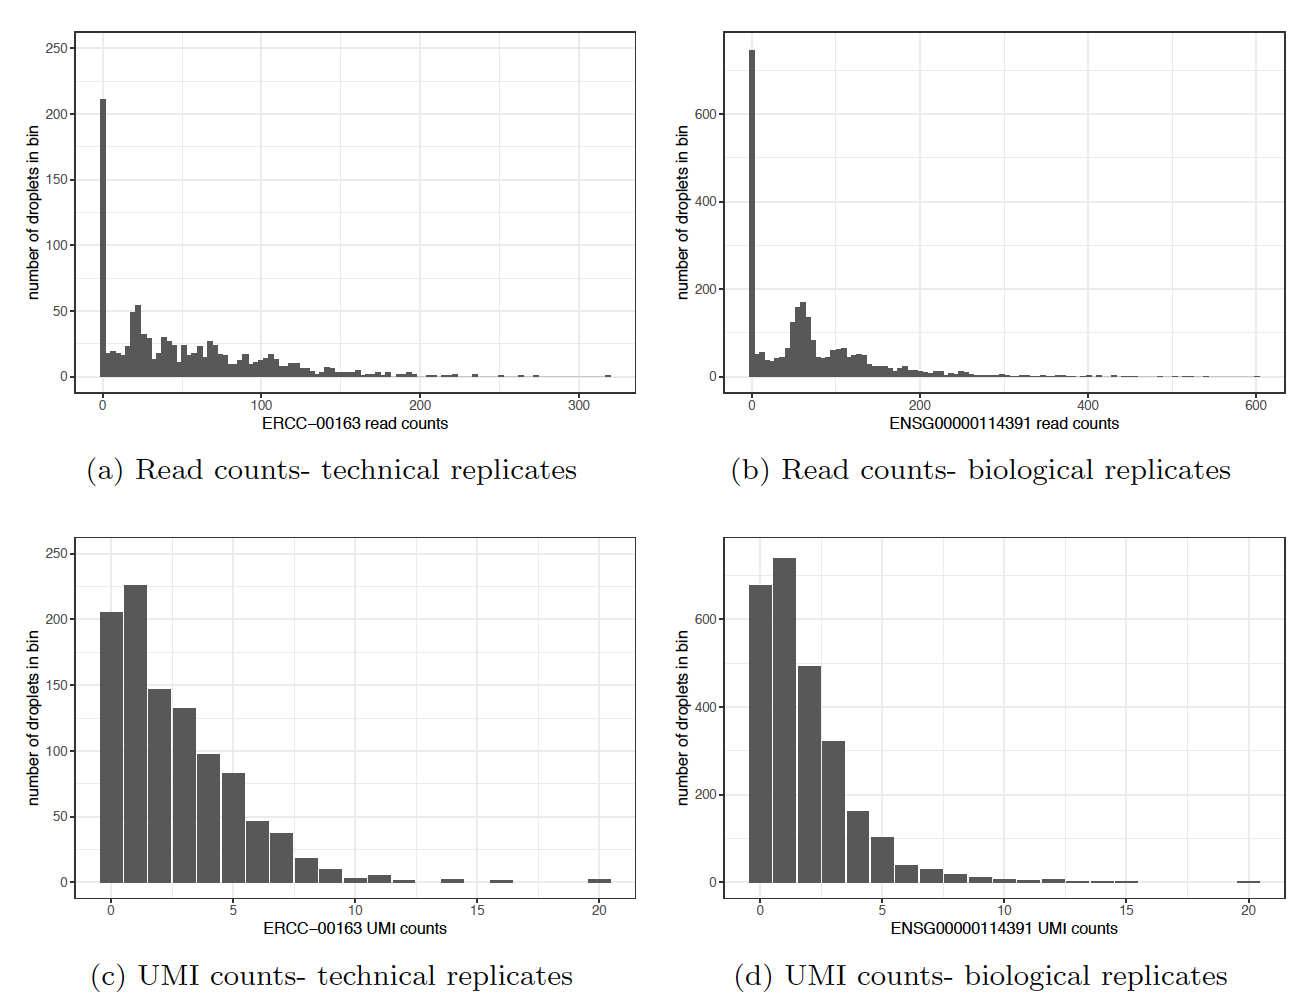 250
200
150
100
50
0
number of droplets in bin
0 100 200 300
ERCC−00163 read counts
(a) Read counts- technical replicates
600
400
200
0
number of droplets in bin
0 200 400 600
ENSG00000114391 read counts
(b) Read counts- biological replicates
250
200
150
100
50
0
number of droplets in bin
0 5 10 15 20
ERCC−00163 UMI counts
(c) UMI counts- technical replicates
600
400
200
0
number of droplets in bin
0 5 10 15 20
ENSG00000114391 UMI counts
(d) UMI counts- biological replicates